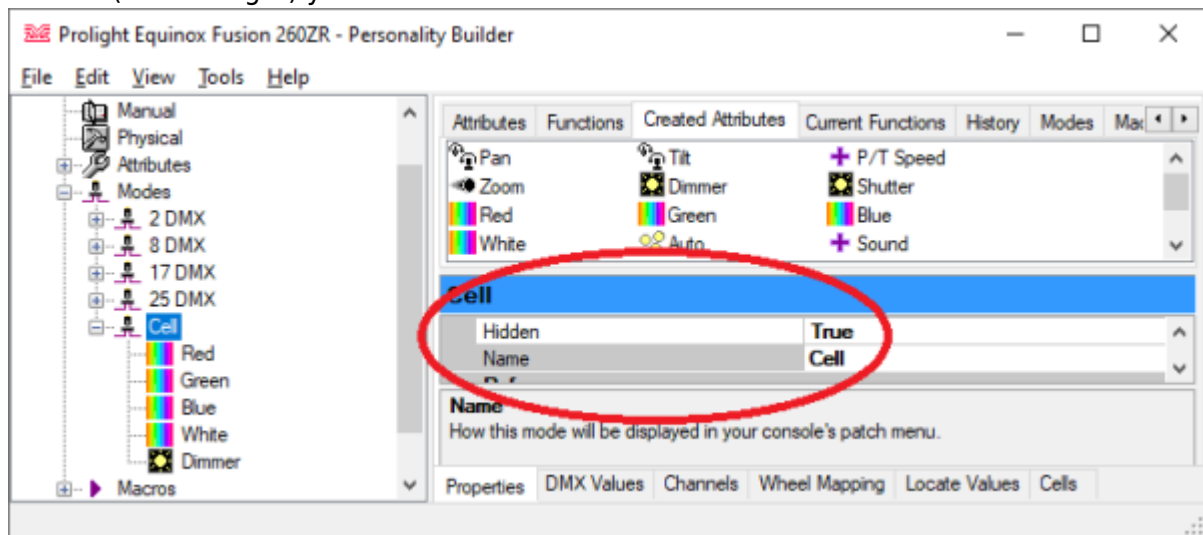 Prolight Equinox Fusion 260ZR - Personality Builder
File Edit View Tools Help
Manual
Physical
Attributes
Modes
2 DMX
8 DMX
17 DMX
25 DMX
Cell
Red
Green
Blue
White
Dimmer
Macros
Attributes Functions Created Attributes Current Functions History Modes Mac
Pan Tilt P/T Speed
Zoom Dimmer Shutter
Red Green Blue
White Auto Sound
Cell
Hidden True
Name Cell
Name
How this mode will be displayed in your console's patch menu.
Properties DMX Values Channels Wheel Mapping Locate Values Cells